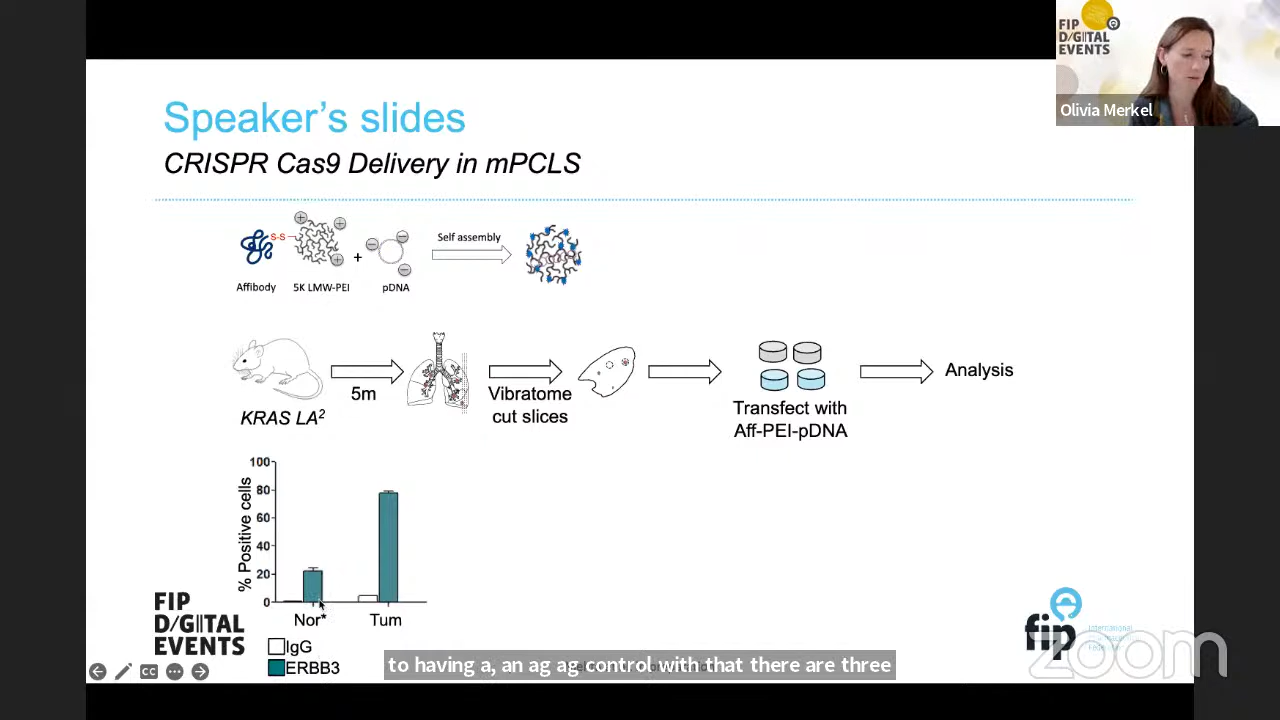 FIP
D/G!TAL
EVENTS
Olivia Merkel
Speaker's slides
CRISPR Cas9 Delivery in mPCLS
S-S
+
Self assembly
Affibody
5K LMW-PEI
pDNA
5m
Vibratome
cut slices
Analysis
KRAS LA²
Transfect with
Aff-PEI-pDNA
% Positive cells
100
80
60
40
20
0
Nor*
Tum
IgG
ERBB3
FIP
D/G!TAL
EVENTS
fip
International
Federation
to having a, an ag ag control with that there are three
CC
zoom